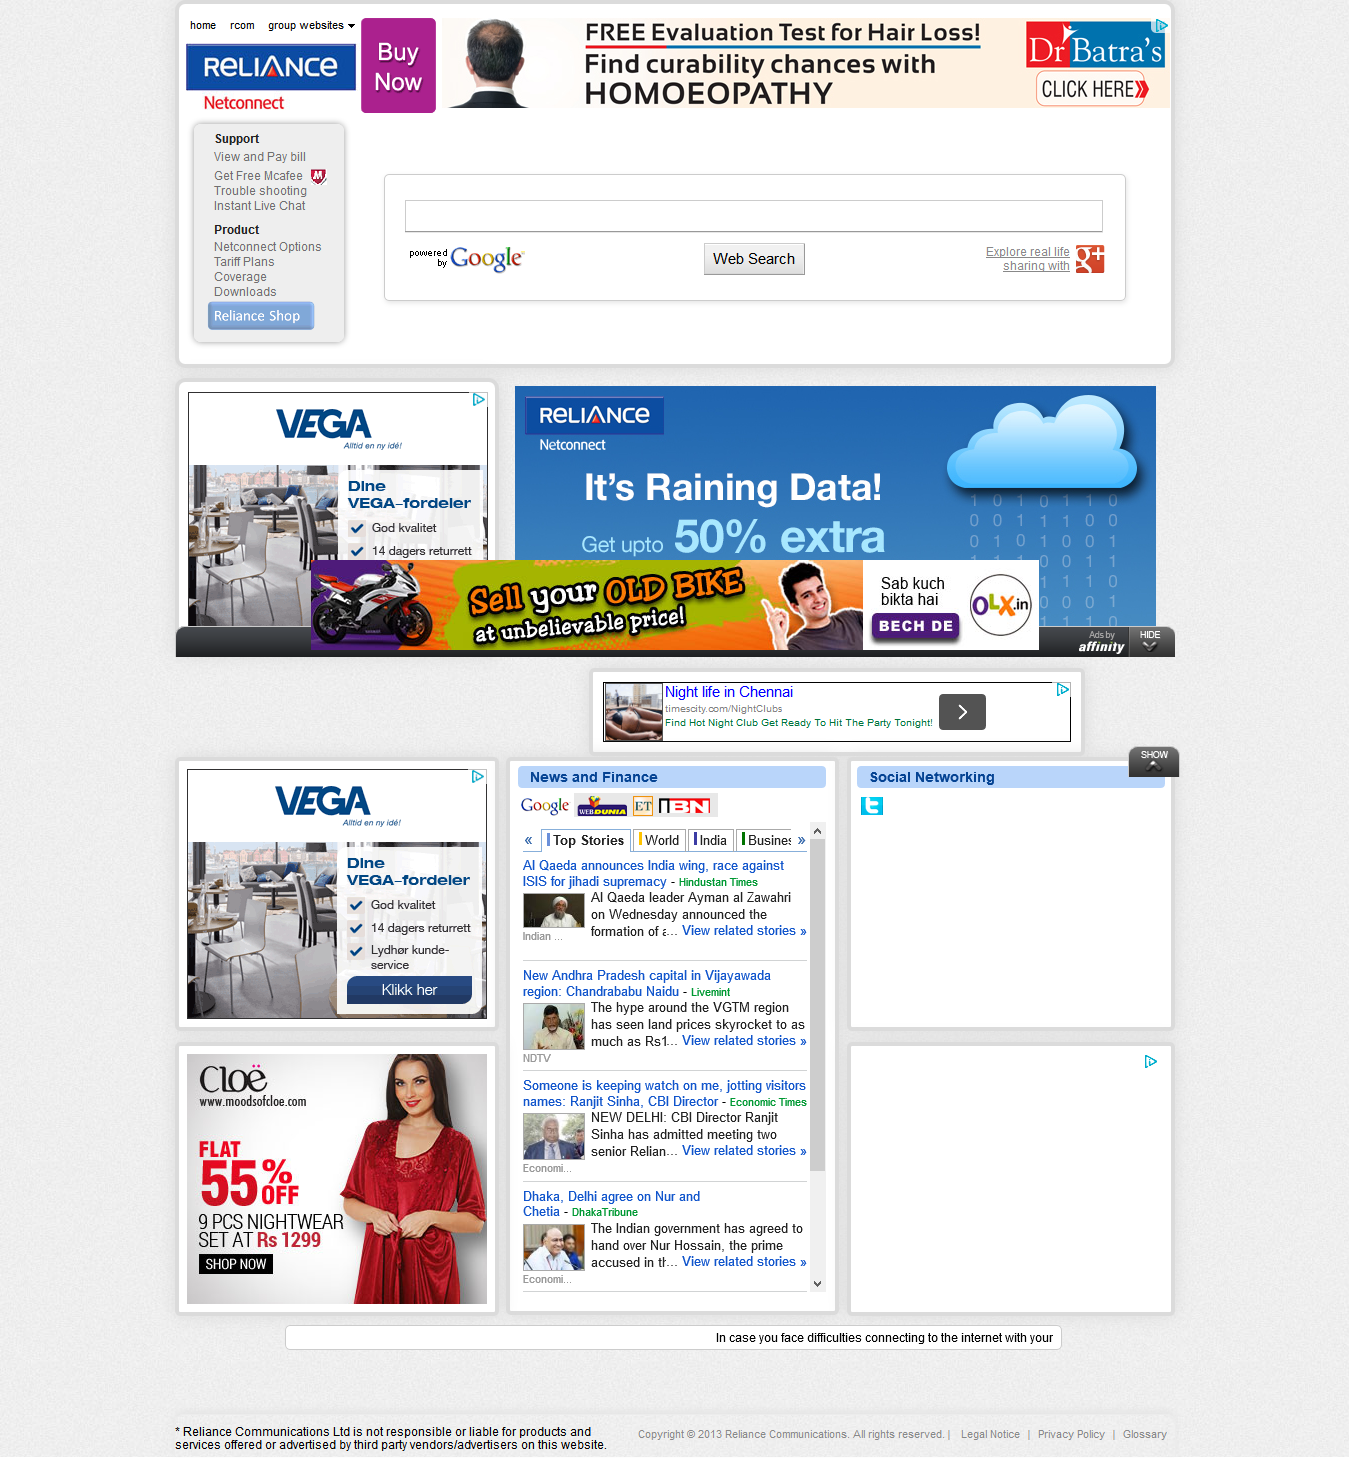 home rcom group websites
RELIANCE
Netconnect
Buy
Now
FREE Evaluation Test for Hair Loss!
Find curability chances with
HOMOEOPATHY
Dr Batra's
CLICK HERE
Support
View and Pay bill
Get Free Mcafee
Trouble shooting
Instant Live Chat
Product
Netconnect Options
Tariff Plans
Coverage
Downloads
Reliance Shop
powered
by Google
Web Search
Explore real life
sharing with g+
VEGA
Alltid en ny idé!
Dine
VEGA-fordeler
God kvalitet
14 dagers returrett
RELIANCE
Netconnect
It's Raining Data!
Get upto 50% extra
1 0 1 0 1 1 0
0 0 1 1 0 0 0
Sell your OLD BIKE
at unbelievable price!
Sab kuch
bikta hai
BECH DE
OLX.in
Ads by
affinity
HIDE
Night life in Chennai
timescity.com/NightClubs
Find Hot Night Club Get Ready To Hit The Party Tonight!
SHOW
VEGA
Alltid en ny idé!
Dine
VEGA-fordeler
God kvalitet
14 dagers returrett
Lydhør kunde-
service
Klikk her
News and Finance
Google WEBDUNIA ET IBN
« Top Stories World India Busines »
Al Qaeda announces India wing, race against
ISIS for jihadi supremacy - Hindustan Times
Al Qaeda leader Ayman al Zawahri
on Wednesday announced the
formation of a... View related stories »
Indian ...
New Andhra Pradesh capital in Vijayawada
region: Chandrababu Naidu - Livemint
The hype around the VGTM region
has seen land prices skyrocket to as
much as Rs1... View related stories »
NDTV
Someone is keeping watch on me, jotting visitors
names: Ranjit Sinha, CBI Director - Economic Times
NEW DELHI: CBI Director Ranjit
Sinha has admitted meeting two
senior Relian... View related stories »
Economi...
Dhaka, Delhi agree on Nur and
Chetia - DhakaTribune
The Indian government has agreed to
hand over Nur Hossain, the prime
accused in th... View related stories »
Economi...
Social Networking
Cloë
www.moodsofcloe.com
FLAT
55% OFF
9 PCS NIGHTWEAR
SET AT Rs 1299
SHOP NOW
In case you face difficulties connecting to the internet with your
* Reliance Communications Ltd is not responsible or liable for products and
services offered or advertised by third party vendors/advertisers on this website.
Copyright © 2013 Reliance Communications. All rights reserved. | Legal Notice | Privacy Policy | Glossary